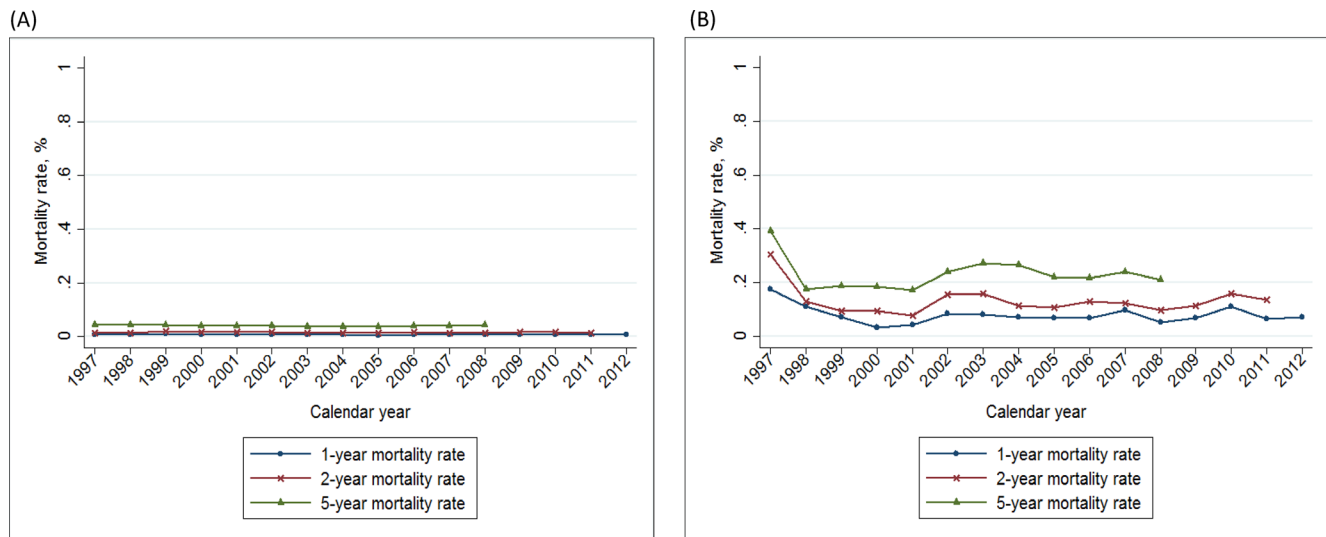 (A)
Mortality rate, %
1
.8
.6
.4
.2
0
1997 1998 1999 2000 2001 2002 2003 2004 2005 2006 2007 2008 2009 2010 2011 2012
Calendar year
1-year mortality rate
2-year mortality rate
5-year mortality rate
(B)
Mortality rate, %
1
.8
.6
.4
.2
0
1997 1998 1999 2000 2001 2002 2003 2004 2005 2006 2007 2008 2009 2010 2011 2012
Calendar year
1-year mortality rate
2-year mortality rate
5-year mortality rate